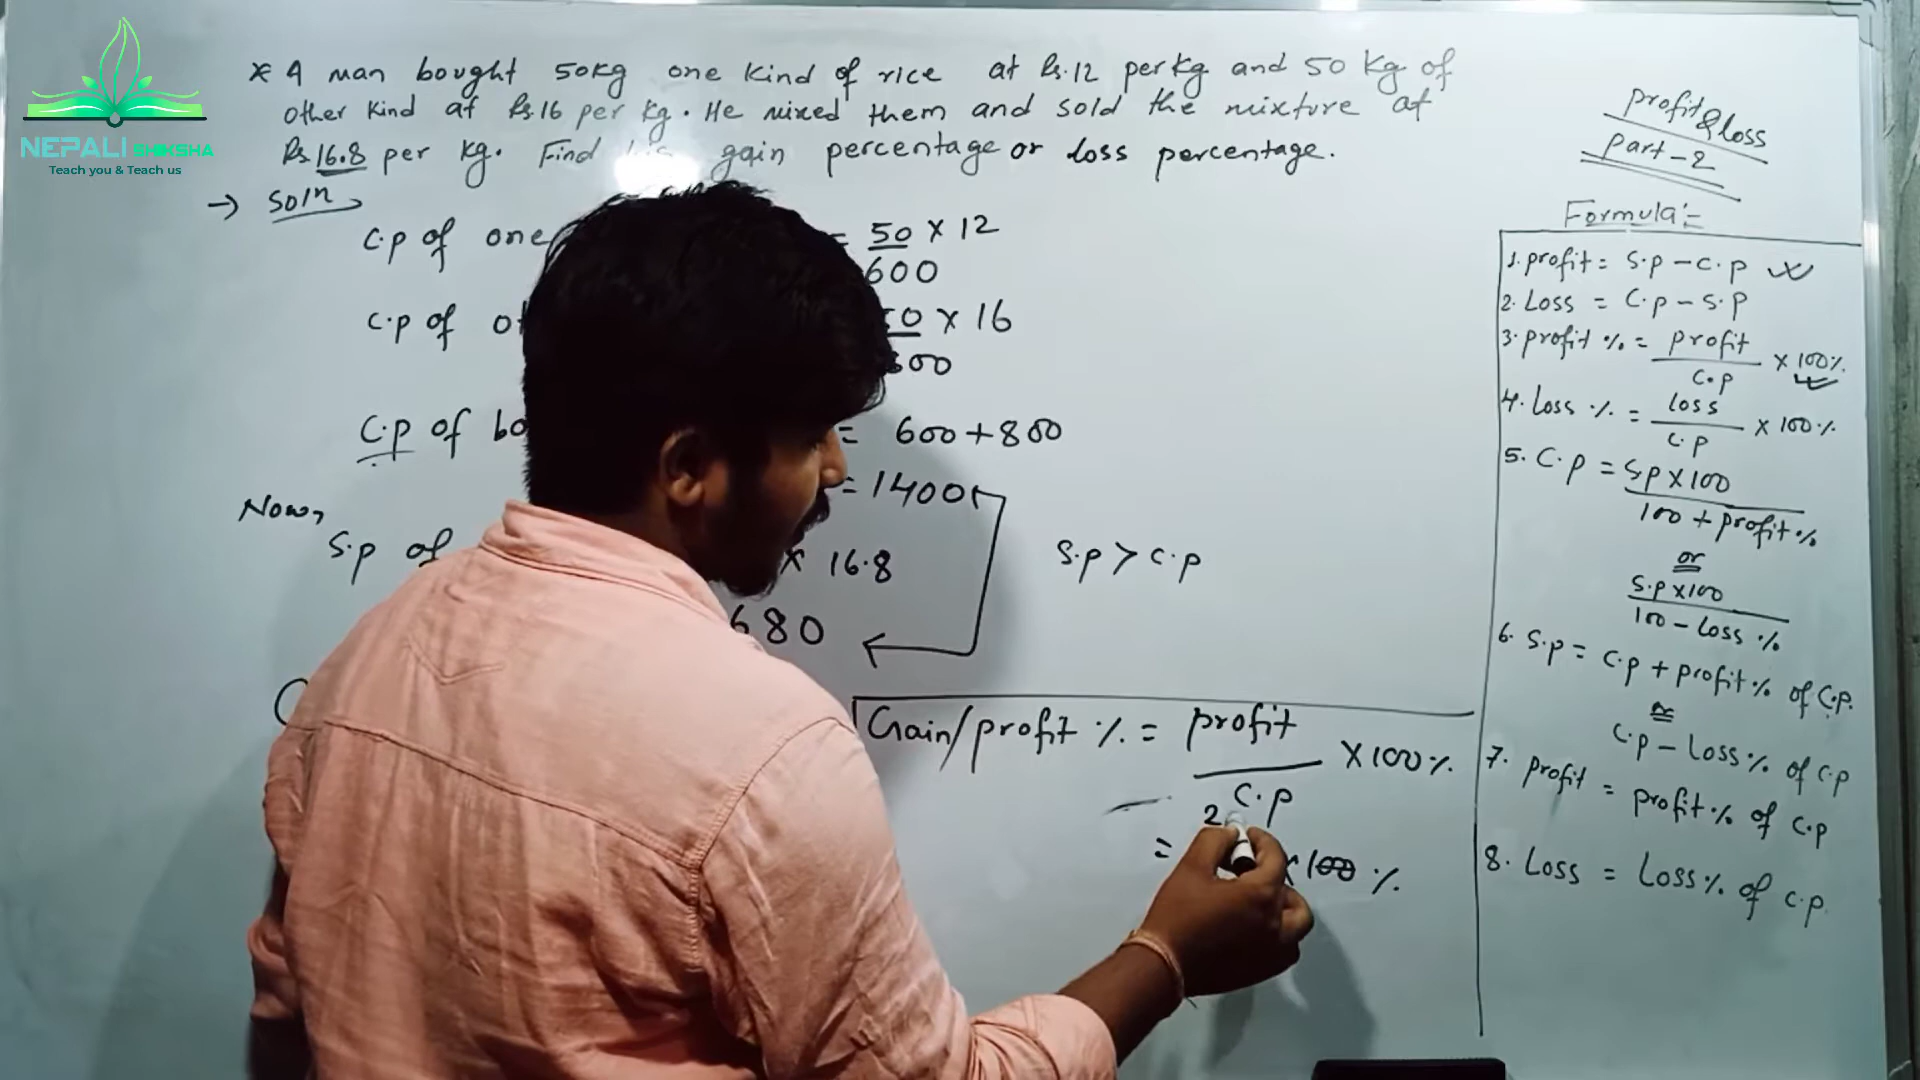 NEPALI SHIKSHA
Teach you & Teach us
* A man bought 50kg one kind of rice at Rs.12 per kg and 50 kg of
other kind at Rs.16 per kg. He mixed them and sold the mixture at
Rs.16.8 per kg. Find gain percentage or loss percentage.
→ Soln
C.p of one = 50 × 12
600
C.p of × 16
C.p of = 600 + 800
= 1400
Now,
S.p of × 16.8
680
S.p > C.p
Gain/profit % = profit / C.p × 100%
= 2 × 100 %
profit & loss
part-2
Formula:-
1. profit = S.p - C.p
2. Loss = C.p - S.p
3. profit % = profit / C.p × 100%
4. Loss % = loss / C.p × 100%
5. C.p = S.p × 100 / 100 + profit %
or
S.p × 100 / 100 - Loss %
6. S.p = C.p + profit % of C.p.
or
C.p - Loss % of C.p
7. profit = profit % of C.p
8. Loss = Loss % of C.p.